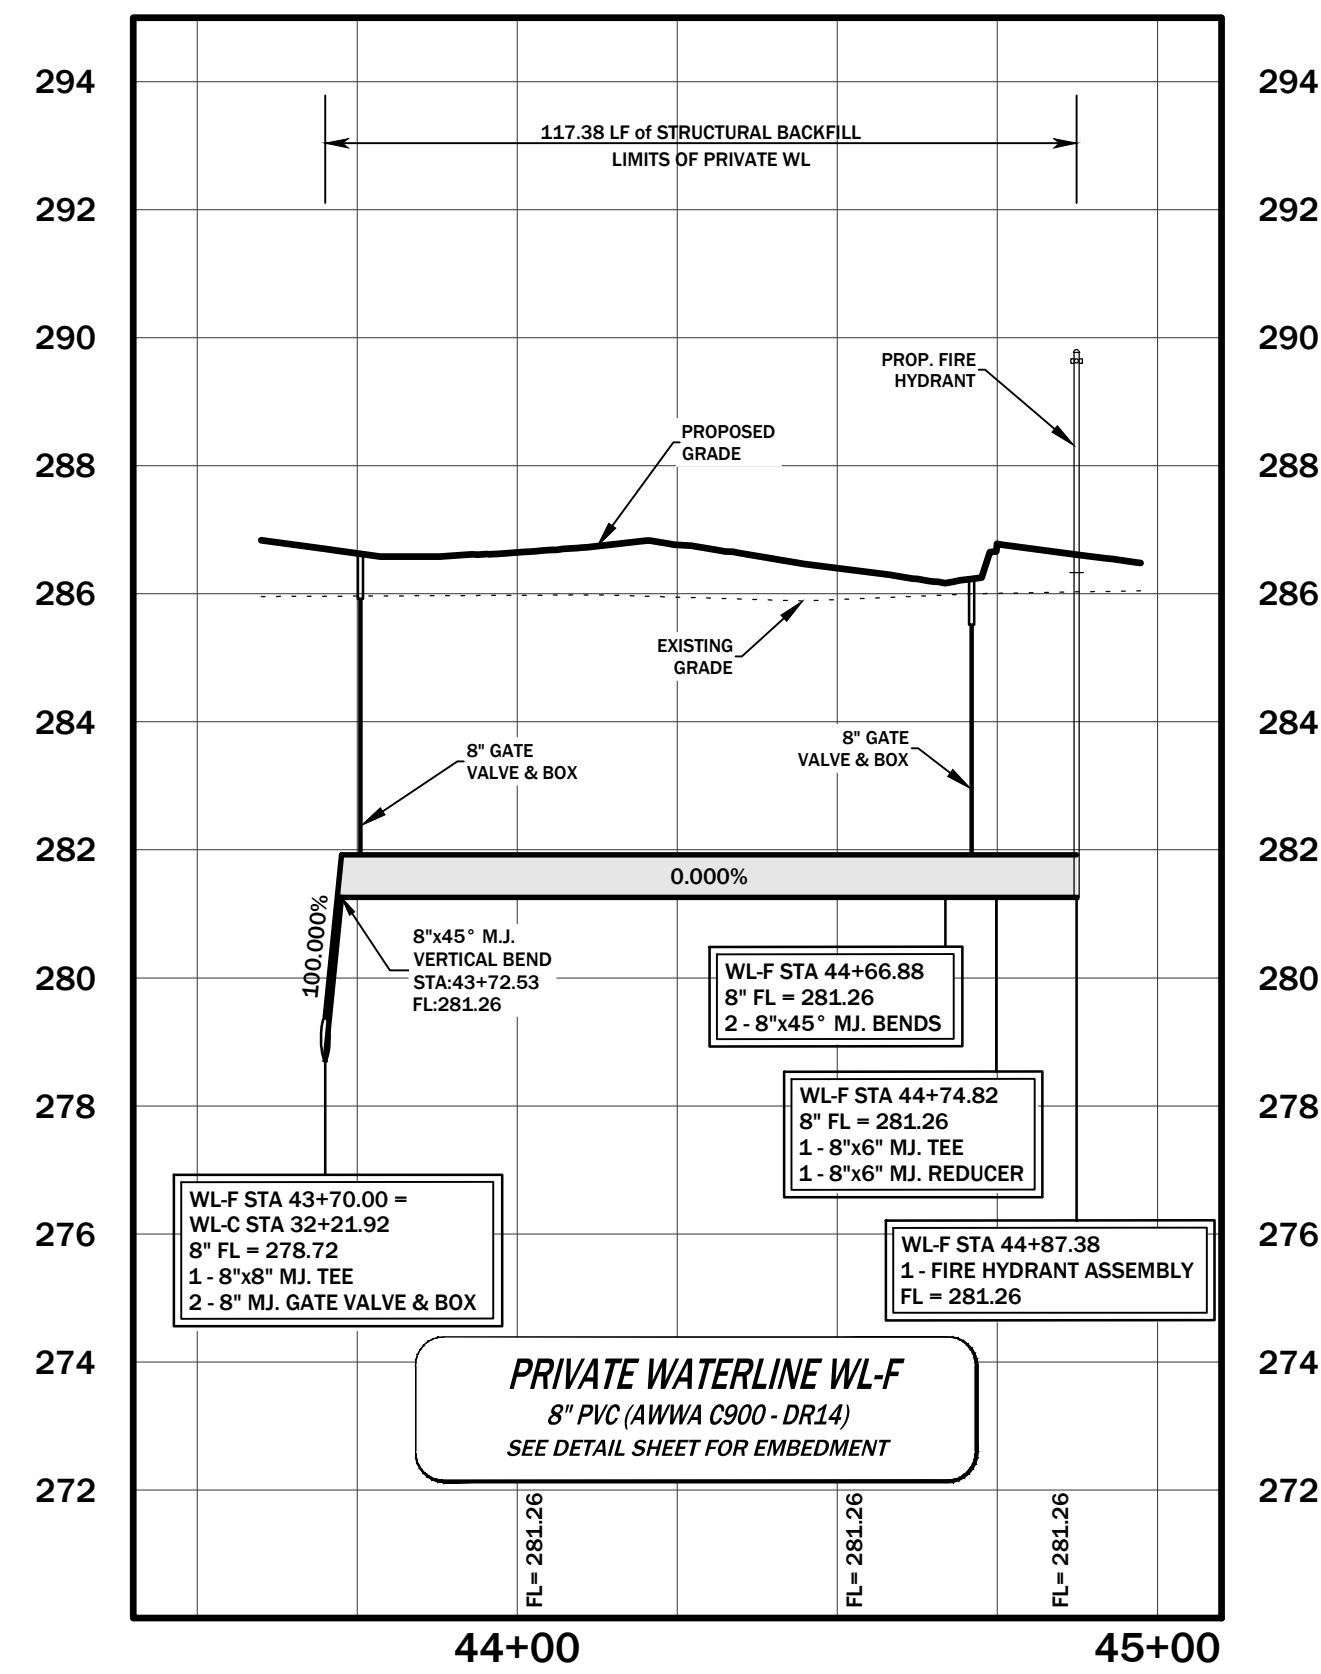 294
294
117.38 LF of STRUCTURAL BACKFILL
LIMITS OF PRIVATE WL
292
292
290
290
PROP. FIRE
HYDRANT
PROPOSED
GRADE
288
288
286
286
EXISTING
GRADE
284
284
8" GATE
VALVE & BOX
8" GATE
VALVE & BOX
282
282
0.000%
100.000%
8"x45° M.J.
VERTICAL BEND
STA:43+72.53
FL:281.26
280
280
WL-F STA 44+66.88
8" FL = 281.26
2 - 8"x45° MJ. BENDS
278
278
WL-F STA 44+74.82
8" FL = 281.26
1 - 8"x6" MJ. TEE
1 - 8"x6" MJ. REDUCER
WL-F STA 43+70.00 =
WL-C STA 32+21.92
8" FL = 278.72
1 - 8"x8" MJ. TEE
2 - 8" MJ. GATE VALVE & BOX
276
276
WL-F STA 44+87.38
1 - FIRE HYDRANT ASSEMBLY
FL = 281.26
274
274
PRIVATE WATERLINE WL-F
8" PVC (AWWA C900 - DR14)
SEE DETAIL SHEET FOR EMBEDMENT
272
272
FL= 281.26
FL= 281.26
FL= 281.26
44+00
45+00